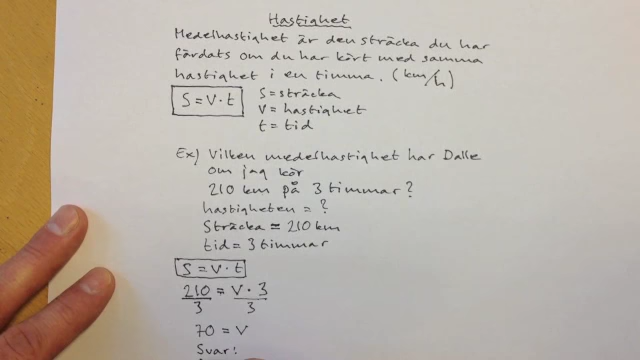 Hastighet
Medelhastighet är den sträcka du har
färdats om du har kört med samma
hastighet i en timma. (km/h)
S = V · t
S = sträcka
V = hastighet
t = tid
Ex) Vilken medelhastighet har Dalle
om jag kör
210 km på 3 timmar?
hastigheten = ?
Sträcka = 210 km
tid = 3 timmar
S = V · t
210/3 = V · 3/3
70 = V
Svar: